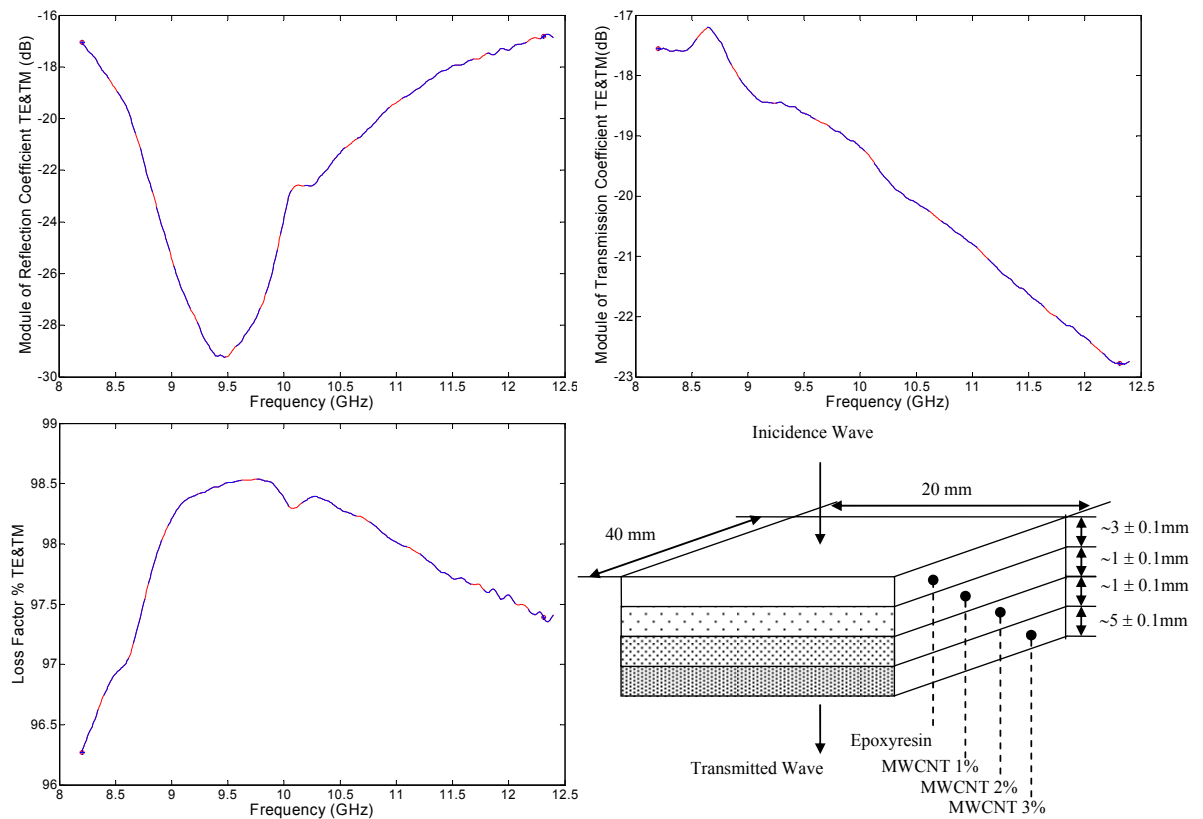 -16
-18
-20
-22
-24
-26
-28
-30
Module of Reflection Coefficient TE&TM (dB)
8 8.5 9 9.5 10 10.5 11 11.5 12 12.5
Frequency (GHz)
-17
-18
-19
-20
-21
-22
-23
Module of Transmission Coefficient TE&TM(dB)
8 8.5 9 9.5 10 10.5 11 11.5 12 12.5
Frequency (GHz)
99
98.5
98
97.5
97
96.5
96
Loss Factor % TE&TM
8 8.5 9 9.5 10 10.5 11 11.5 12 12.5
Frequency (GHz)
Inicidence Wave
20 mm
40 mm
~3 ± 0.1mm
~1 ± 0.1mm
~1 ± 0.1mm
~5 ± 0.1mm
Epoxyresin
MWCNT 1%
MWCNT 2%
MWCNT 3%
Transmitted Wave